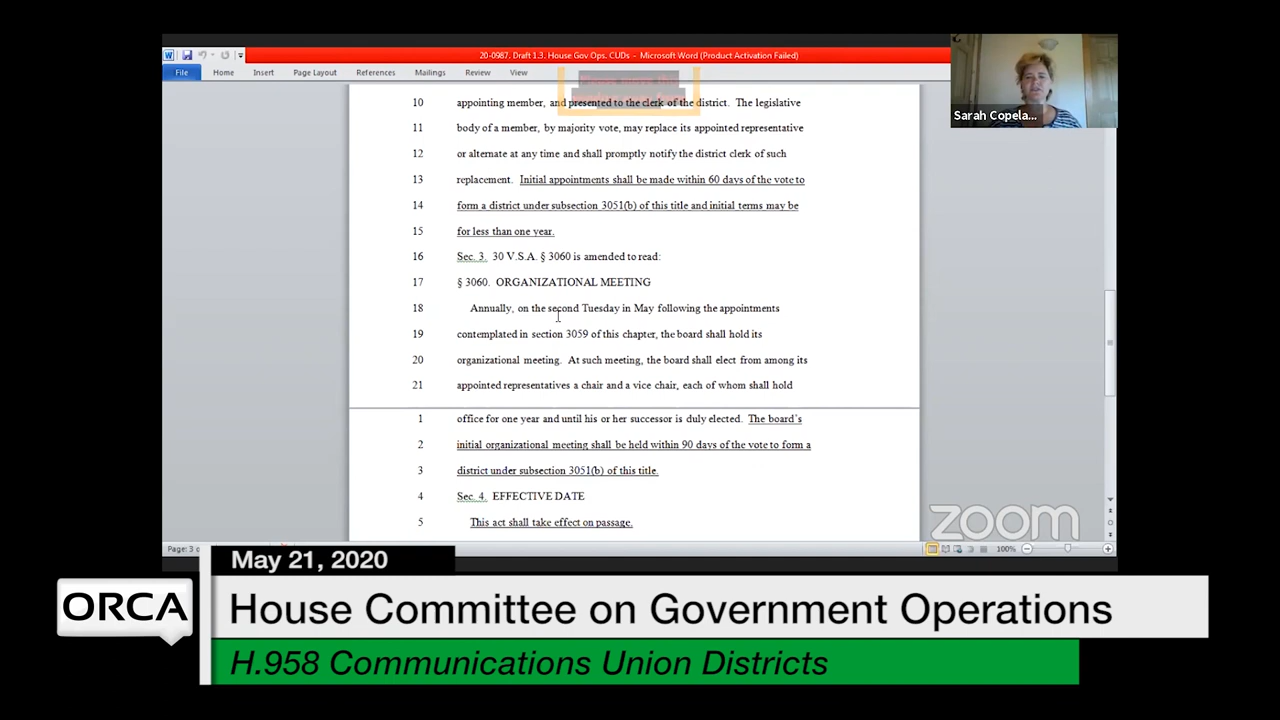 20-0987. Draft 1.3. House Gov Ops. CUDs - Microsoft Word (Product Activation Failed)
File Home Insert Page Layout References Mailings Review View
Sarah Copela...
10 appointing member, and presented to the clerk of the district. The legislative
11 body of a member, by majority vote, may replace its appointed representative
12 or alternate at any time and shall promptly notify the district clerk of such
13 replacement. Initial appointments shall be made within 60 days of the vote to
14 form a district under subsection 3051(b) of this title and initial terms may be
15 for less than one year.
16 Sec. 3. 30 V.S.A. § 3060 is amended to read:
17 § 3060. ORGANIZATIONAL MEETING
18 Annually, on the second Tuesday in May following the appointments
19 contemplated in section 3059 of this chapter, the board shall hold its
20 organizational meeting. At such meeting, the board shall elect from among its
21 appointed representatives a chair and a vice chair, each of whom shall hold
1 office for one year and until his or her successor is duly elected. The board's
2 initial organizational meeting shall be held within 90 days of the vote to form a
3 district under subsection 3051(b) of this title.
4 Sec. 4. EFFECTIVE DATE
5 This act shall take effect on passage.
zoom
Page: 3 100%
May 21, 2020
ORCA
House Committee on Government Operations
H.958 Communications Union Districts